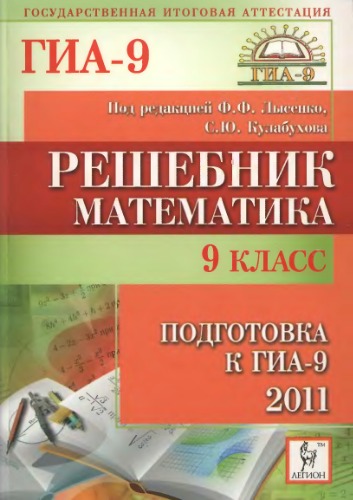 ГОСУДАРСТВЕННАЯ ИТОГОВАЯ АТТЕСТАЦИЯ
ГИА-9
ГИА-9
Под редакцией Ф.Ф. Лысенко,
С.Ю. Кулабухова
РЕШЕБНИК
МАТЕМАТИКА
9 КЛАСС
ПОДГОТОВКА
К ГИА-9
2011
ЛЕГИОН
TM